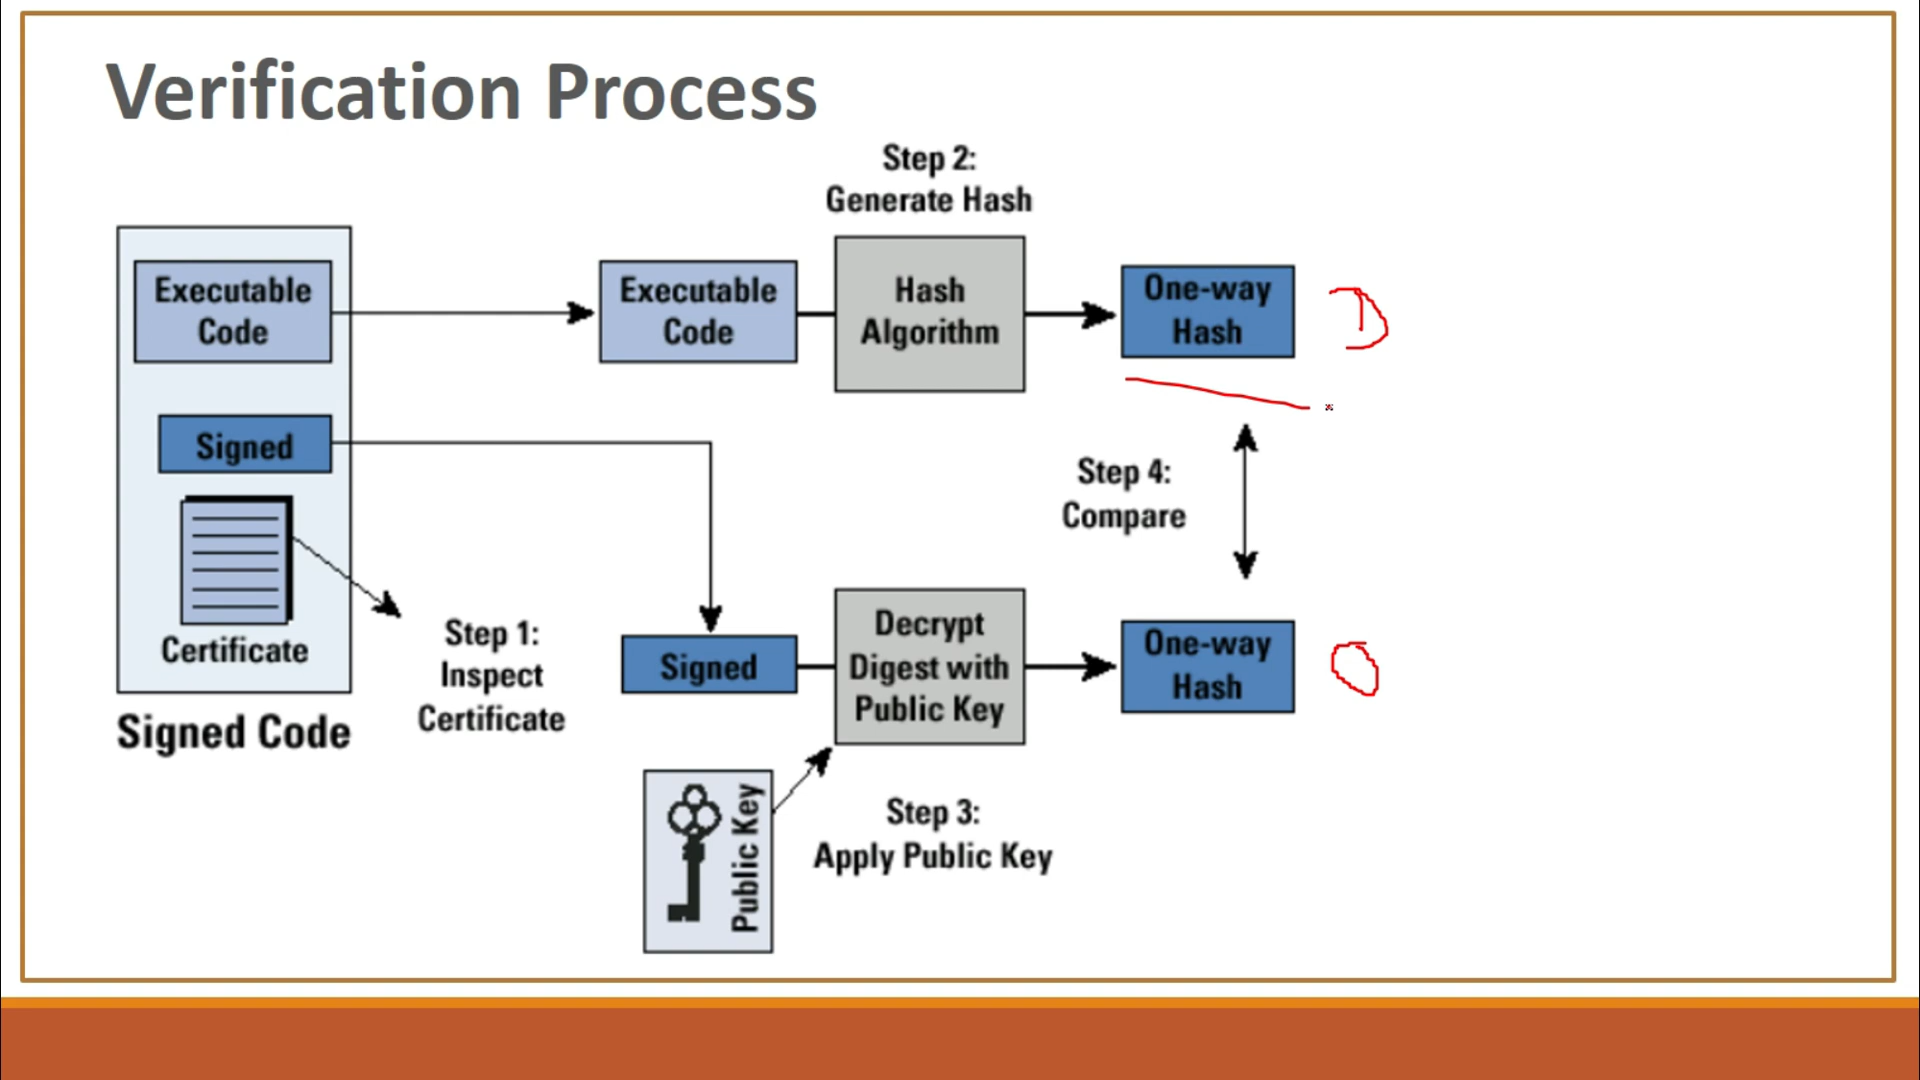 Verification Process
Step 2:
Generate Hash
Executable
Code
Executable
Code
Hash
Algorithm
One-way
Hash
Signed
Step 4:
Compare
Certificate
Signed Code
Step 1:
Inspect
Certificate
Signed
Decrypt
Digest with
Public Key
One-way
Hash
Public Key
Step 3:
Apply Public Key